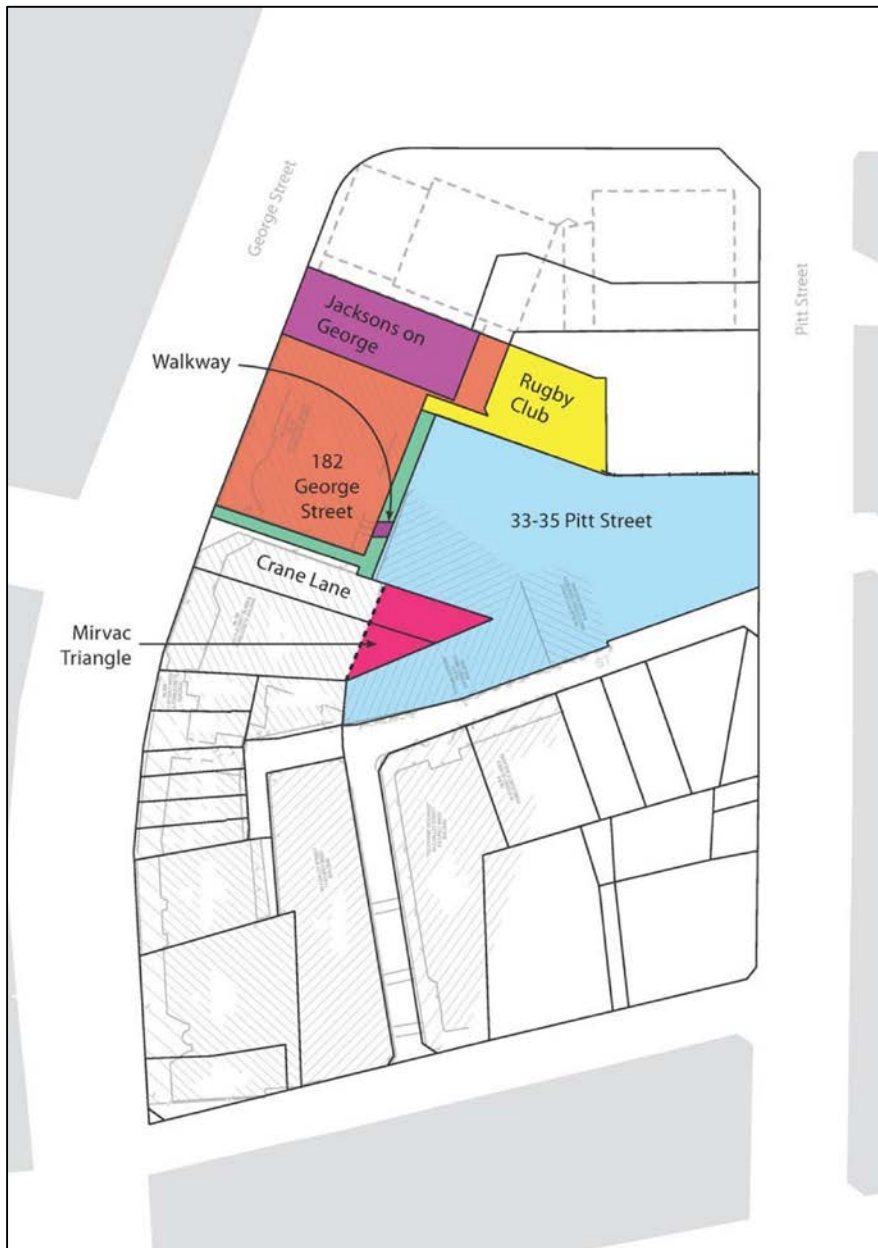 George Street
Pitt Street
Jacksons on
George
Walkway
Rugby
Club
182
George
Street
33-35 Pitt Street
Crane Lane
Mirvac
Triangle